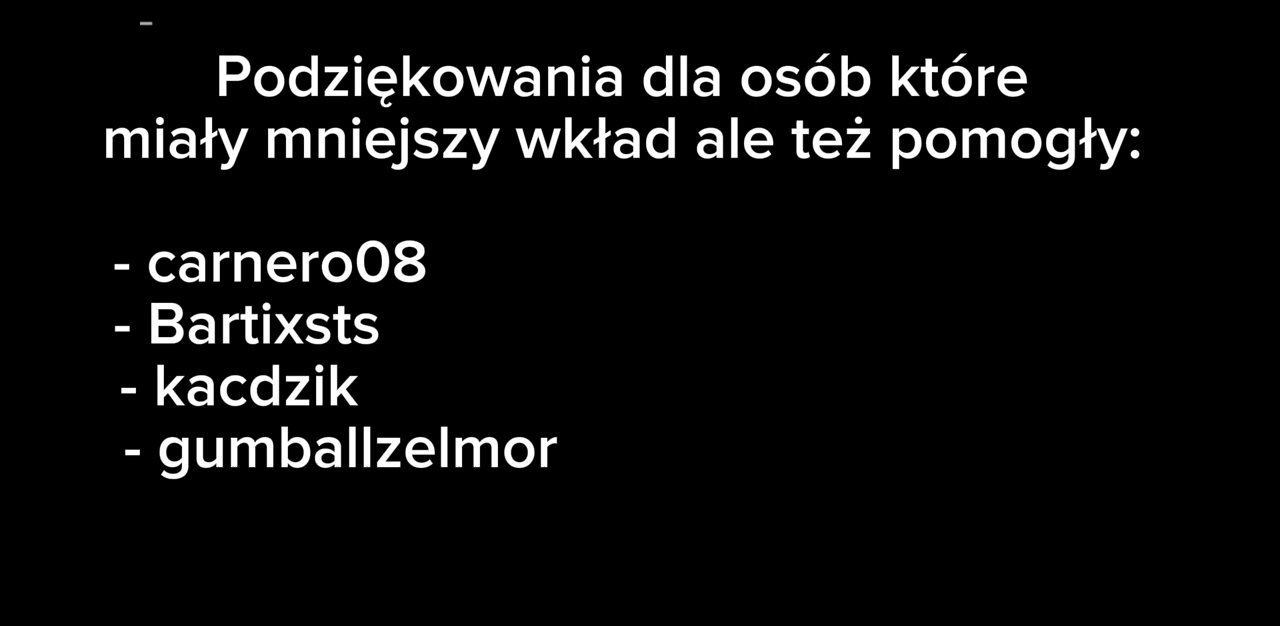 Podziękowania dla osób które
miały mniejszy wkład ale też pomogły:
- carnero08
- Bartixsts
- kacdzik
- gumballzelmor